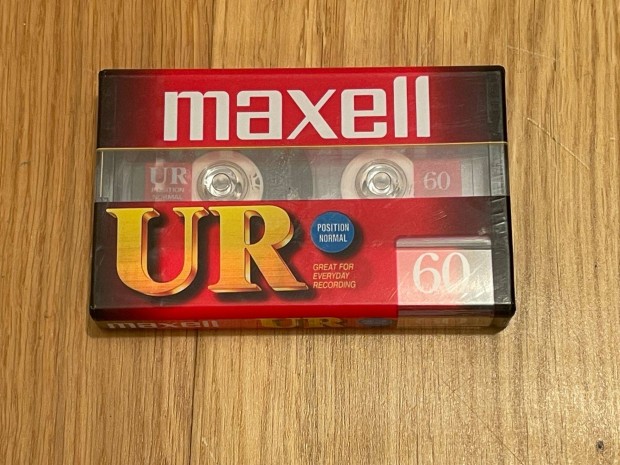 maxell
UR
POSITION
NORMAL
60
UR
POSITION
NORMAL
GREAT FOR
EVERYDAY
RECORDING
60
maxell UR